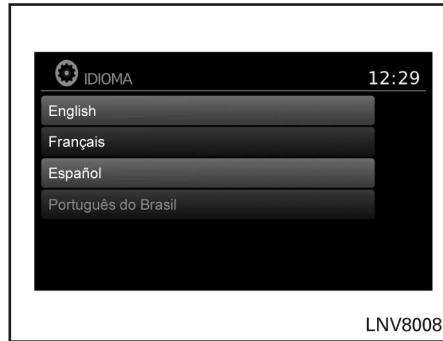 IDIOMA 12:29
English
Français
Español
Português do Brasil
LNV8008